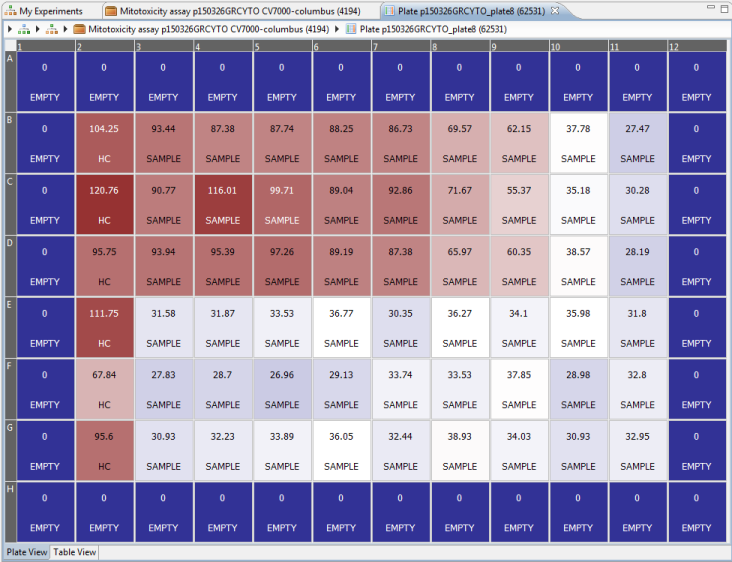 My Experiments Mitotoxicity assay p150326GRCYTO CV7000-columbus (4194) Plate p150326GRCYTO_plate8 (62531)
Mitotoxicity assay p150326GRCYTO CV7000-columbus (4194) Plate p150326GRCYTO_plate8 (62531)
1 2 3 4 5 6 7 8 9 10 11 12
A
0 0 0 0 0 0 0 0 0 0 0 0
EMPTY EMPTY EMPTY EMPTY EMPTY EMPTY EMPTY EMPTY EMPTY EMPTY EMPTY EMPTY
B
0 104.25 93.44 87.38 87.74 88.25 86.73 69.57 62.15 37.78 27.47 0
EMPTY HC SAMPLE SAMPLE SAMPLE SAMPLE SAMPLE SAMPLE SAMPLE SAMPLE SAMPLE EMPTY
C
0 120.76 90.77 116.01 99.71 89.04 92.86 71.67 55.37 35.18 30.28 0
EMPTY HC SAMPLE SAMPLE SAMPLE SAMPLE SAMPLE SAMPLE SAMPLE SAMPLE SAMPLE EMPTY
D
0 95.75 93.94 95.39 97.26 89.19 87.38 65.97 60.35 38.57 28.19 0
EMPTY HC SAMPLE SAMPLE SAMPLE SAMPLE SAMPLE SAMPLE SAMPLE SAMPLE SAMPLE EMPTY
E
0 111.75 31.58 31.87 33.53 36.77 30.35 36.27 34.1 35.98 31.8 0
EMPTY HC SAMPLE SAMPLE SAMPLE SAMPLE SAMPLE SAMPLE SAMPLE SAMPLE SAMPLE EMPTY
F
0 67.84 27.83 28.7 26.96 29.13 33.74 33.53 37.85 28.98 32.8 0
EMPTY HC SAMPLE SAMPLE SAMPLE SAMPLE SAMPLE SAMPLE SAMPLE SAMPLE SAMPLE EMPTY
G
0 95.6 30.93 32.23 33.89 36.05 32.44 38.93 34.03 30.93 32.95 0
EMPTY HC SAMPLE SAMPLE SAMPLE SAMPLE SAMPLE SAMPLE SAMPLE SAMPLE SAMPLE EMPTY
H
0 0 0 0 0 0 0 0 0 0 0 0
EMPTY EMPTY EMPTY EMPTY EMPTY EMPTY EMPTY EMPTY EMPTY EMPTY EMPTY EMPTY
Plate View Table View